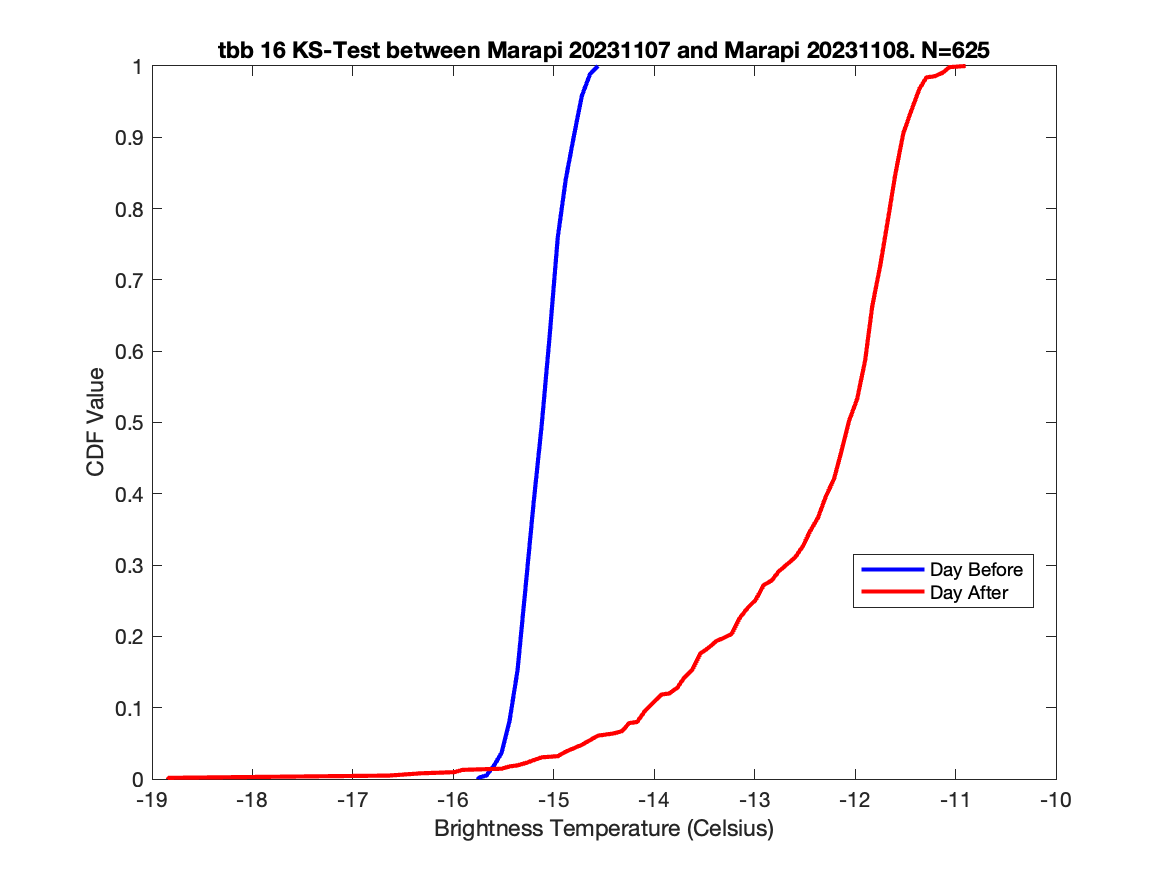 tbb 16 KS-Test between Marapi 20231107 and Marapi 20231108. N=625
1
0.9
0.8
0.7
0.6
0.5
0.4
0.3
0.2
0.1
0
CDF Value
Day Before
Day After
-19 -18 -17 -16 -15 -14 -13 -12 -11 -10
Brightness Temperature (Celsius)